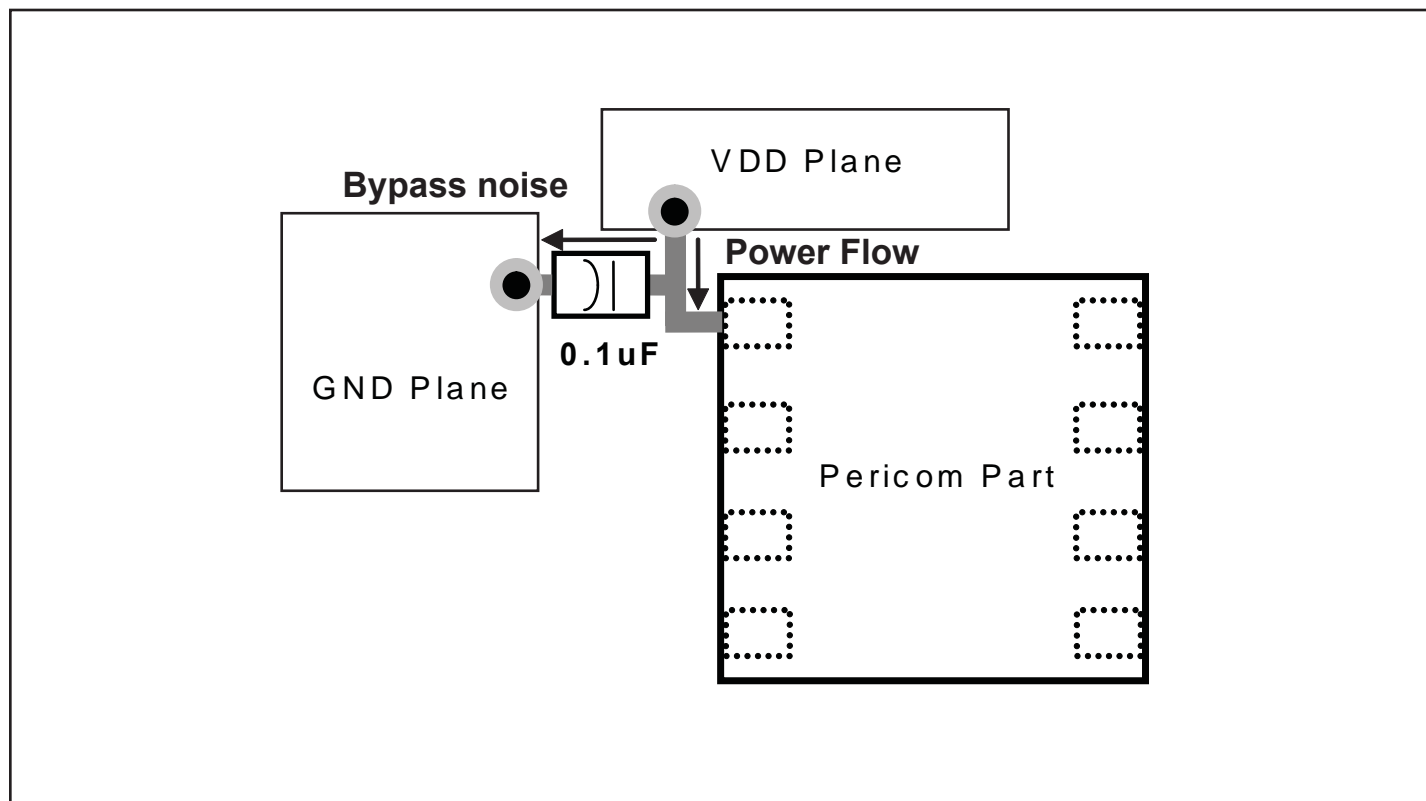 VDD Plane
Bypass noise
Power Flow
0.1uF
GND Plane
Pericom Part